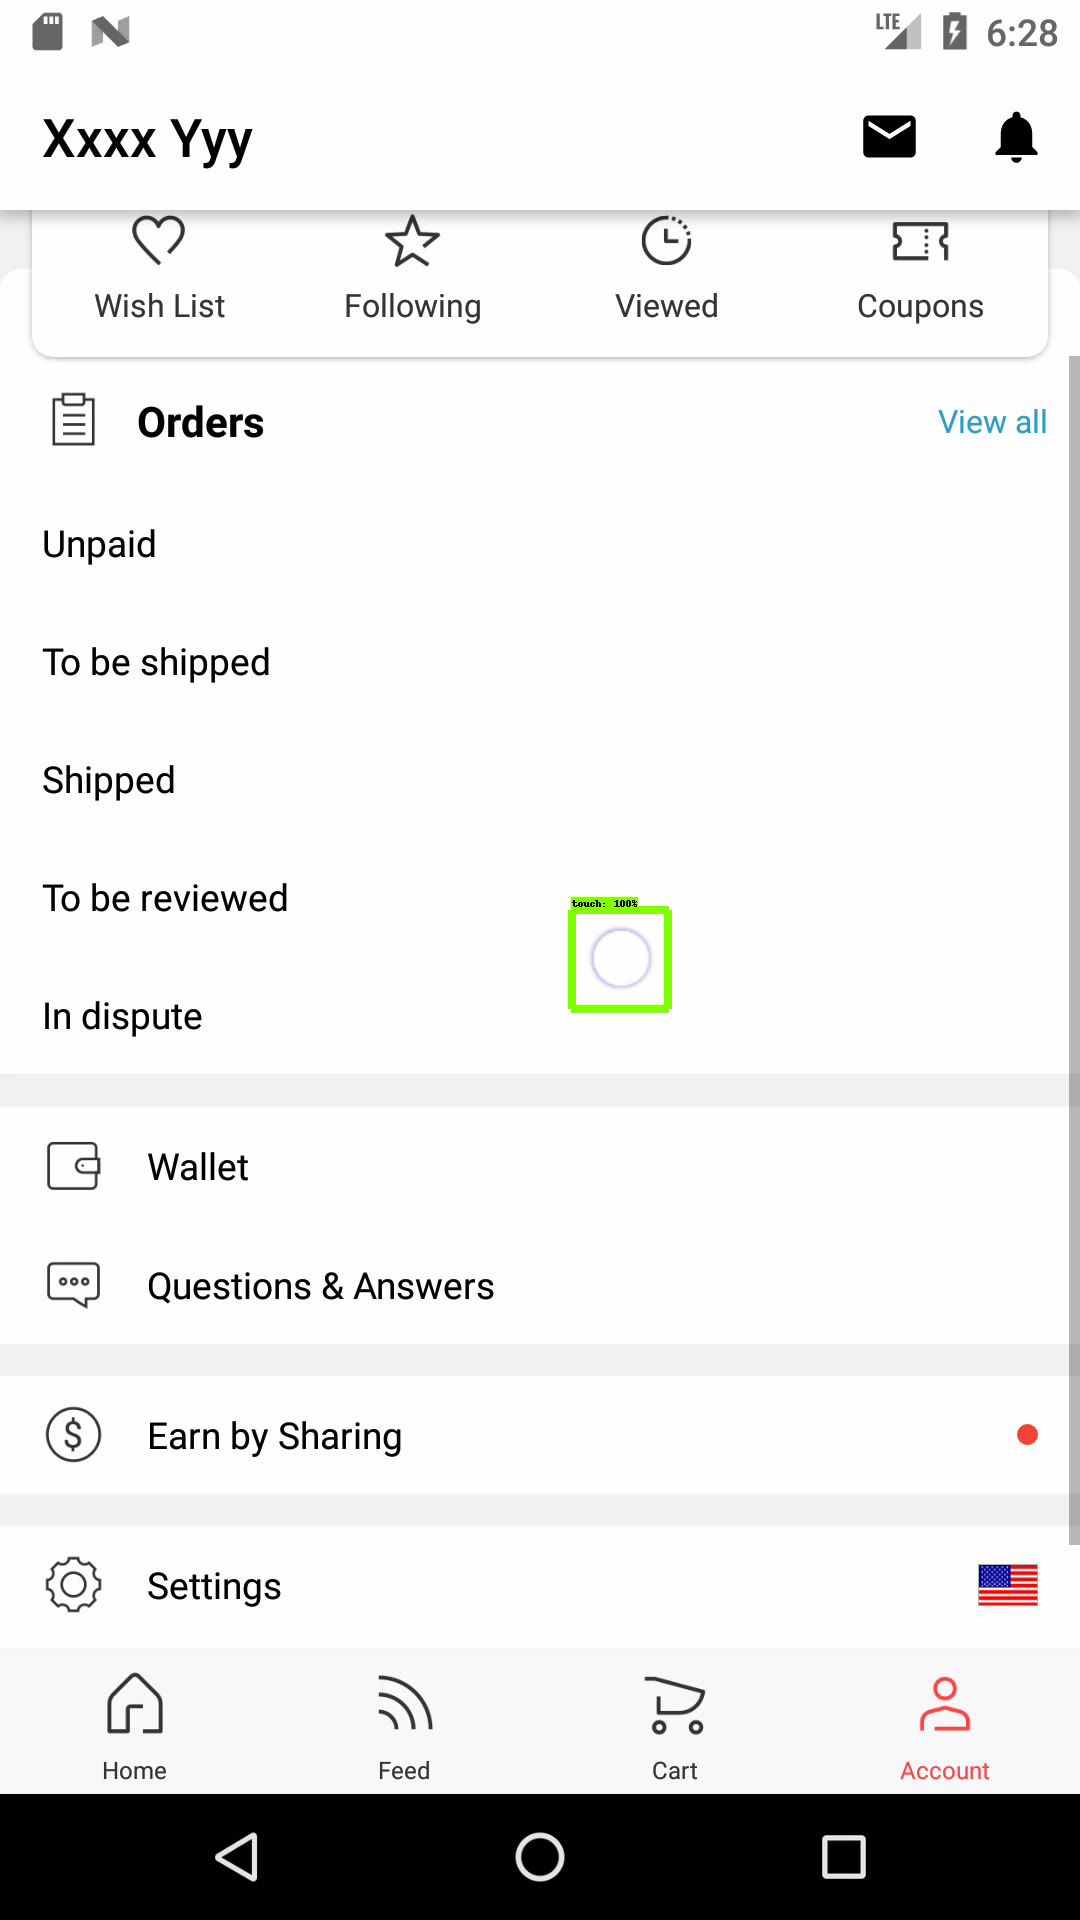 LTE 6:28
Xxxx Yyy
Wish List Following Viewed Coupons
Orders View all
Unpaid
To be shipped
Shipped
To be reviewed
touch: 100%
In dispute
Wallet
Questions & Answers
$ Earn by Sharing
Settings
Home Feed Cart Account